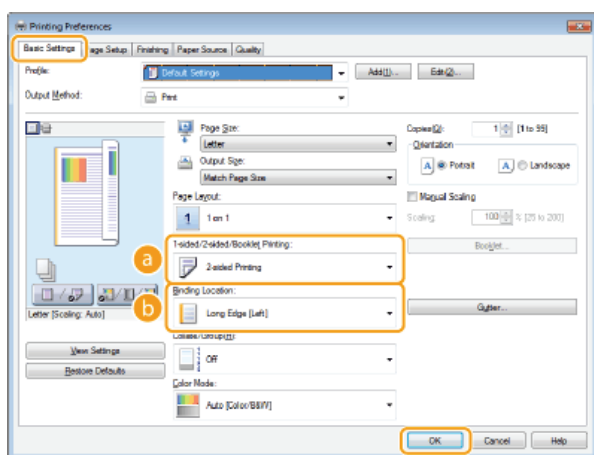 Printing Preferences
Basic Settings Page Setup Finishing Paper Source Quality
Profile: Default Settings Add(1)... Edit(2)...
Output Method: Print
Page Size:
Letter
Output Size:
Match Page Size
Page Layout:
1 1 on 1
a 1-sided/2-sided/Booklet Printing:
2-sided Printing
b Binding Location:
Long Edge [Left]
Collate/Group(H):
Off
Color Mode:
Auto [Color/B&W]
Copies(Q): 1 [1 to 99]
Orientation
A Portrait A Landscape
Manual Scaling
Scaling: 100 % [25 to 200]
Booklet...
Gutter...
Letter [Scaling: Auto]
View Settings
Restore Defaults
OK Cancel Help